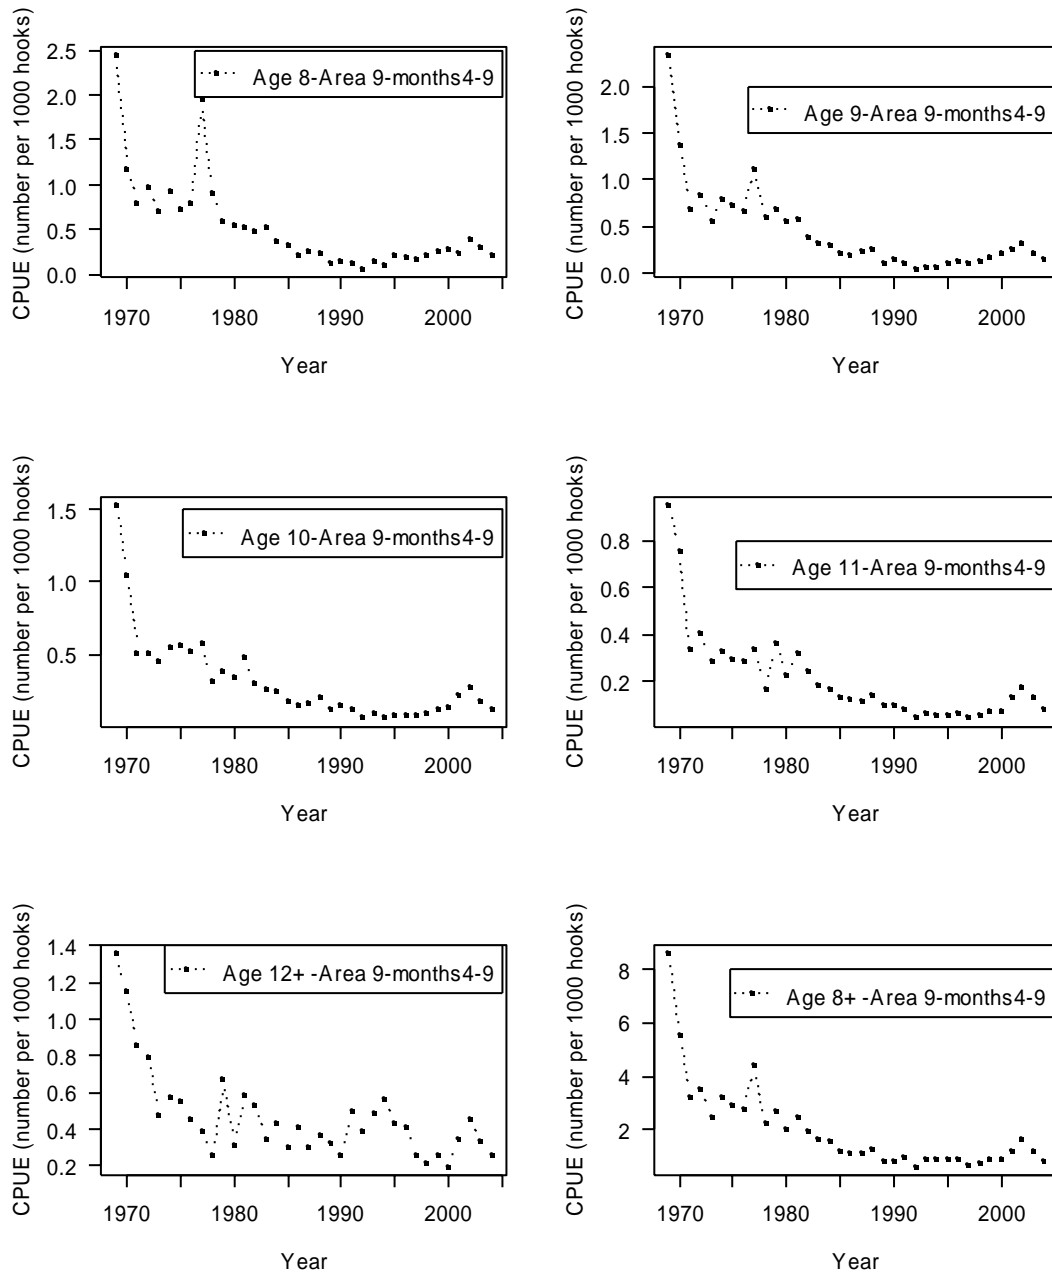 CPUE (number per 1000 hooks)
2.5
2.0
1.5
1.0
0.5
0.0
Age 8-Area 9-months4-9
1970 1980 1990 2000
Year
CPUE (number per 1000 hooks)
2.0
1.5
1.0
0.5
0.0
Age 9-Area 9-months4-9
1970 1980 1990 2000
Year
CPUE (number per 1000 hooks)
1.5
1.0
0.5
Age 10-Area 9-months4-9
1970 1980 1990 2000
Year
CPUE (number per 1000 hooks)
0.8
0.6
0.4
0.2
Age 11-Area 9-months4-9
1970 1980 1990 2000
Year
CPUE (number per 1000 hooks)
1.4
1.2
1.0
0.8
0.6
0.4
0.2
Age 12+ -Area 9-months4-9
1970 1980 1990 2000
Year
CPUE (number per 1000 hooks)
8
6
4
2
Age 8+ -Area 9-months4-9
1970 1980 1990 2000
Year